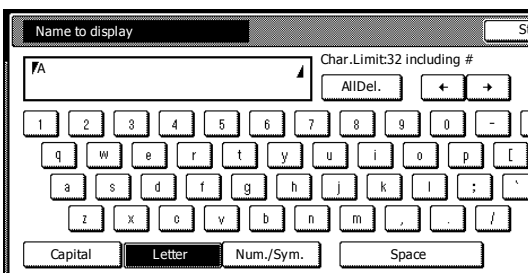 Name to display
St
A
Char.Limit:32 including #
AllDel. ← →
1 2 3 4 5 6 7 8 9 0 -
q w e r t y u i o p [
a s d f g h j k l ; `
z x c v b n m , . /
Capital Letter Num./Sym. Space